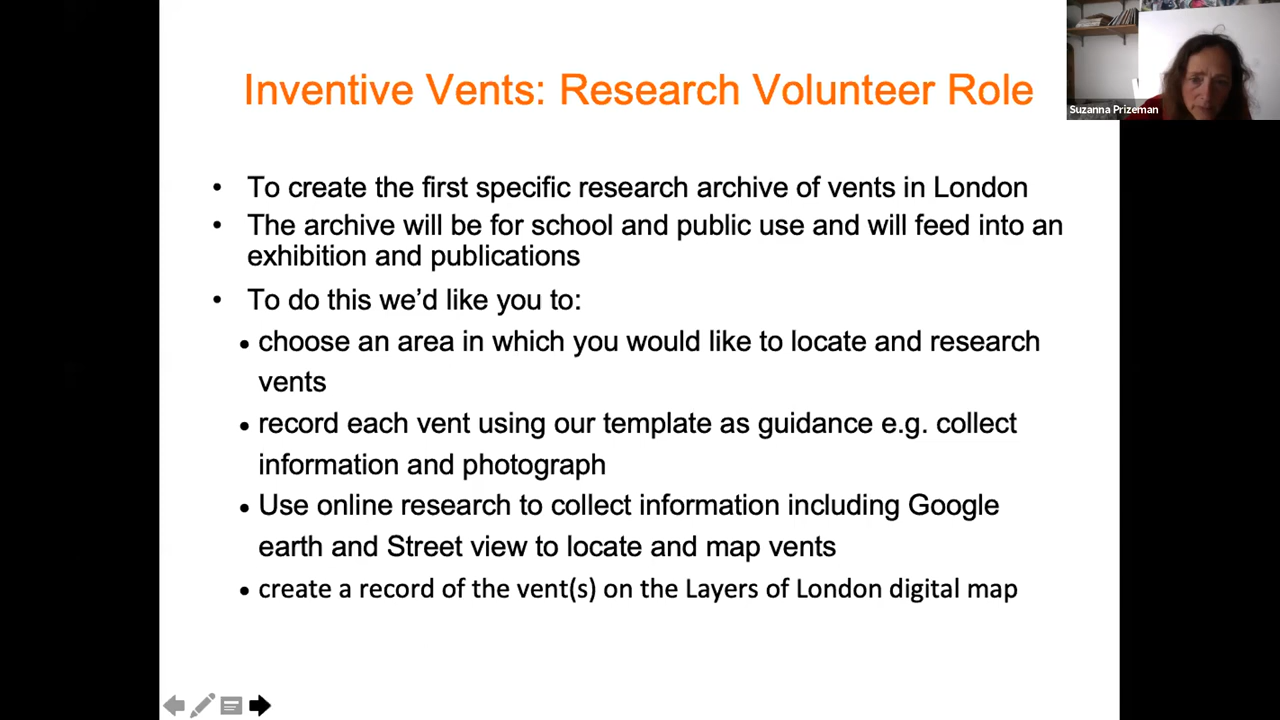 Inventive Vents: Research Volunteer Role
Suzanna Prizeman
• To create the first specific research archive of vents in London
• The archive will be for school and public use and will feed into an
exhibition and publications
• To do this we’d like you to:
• choose an area in which you would like to locate and research
vents
• record each vent using our template as guidance e.g. collect
information and photograph
• Use online research to collect information including Google
earth and Street view to locate and map vents
• create a record of the vent(s) on the Layers of London digital map